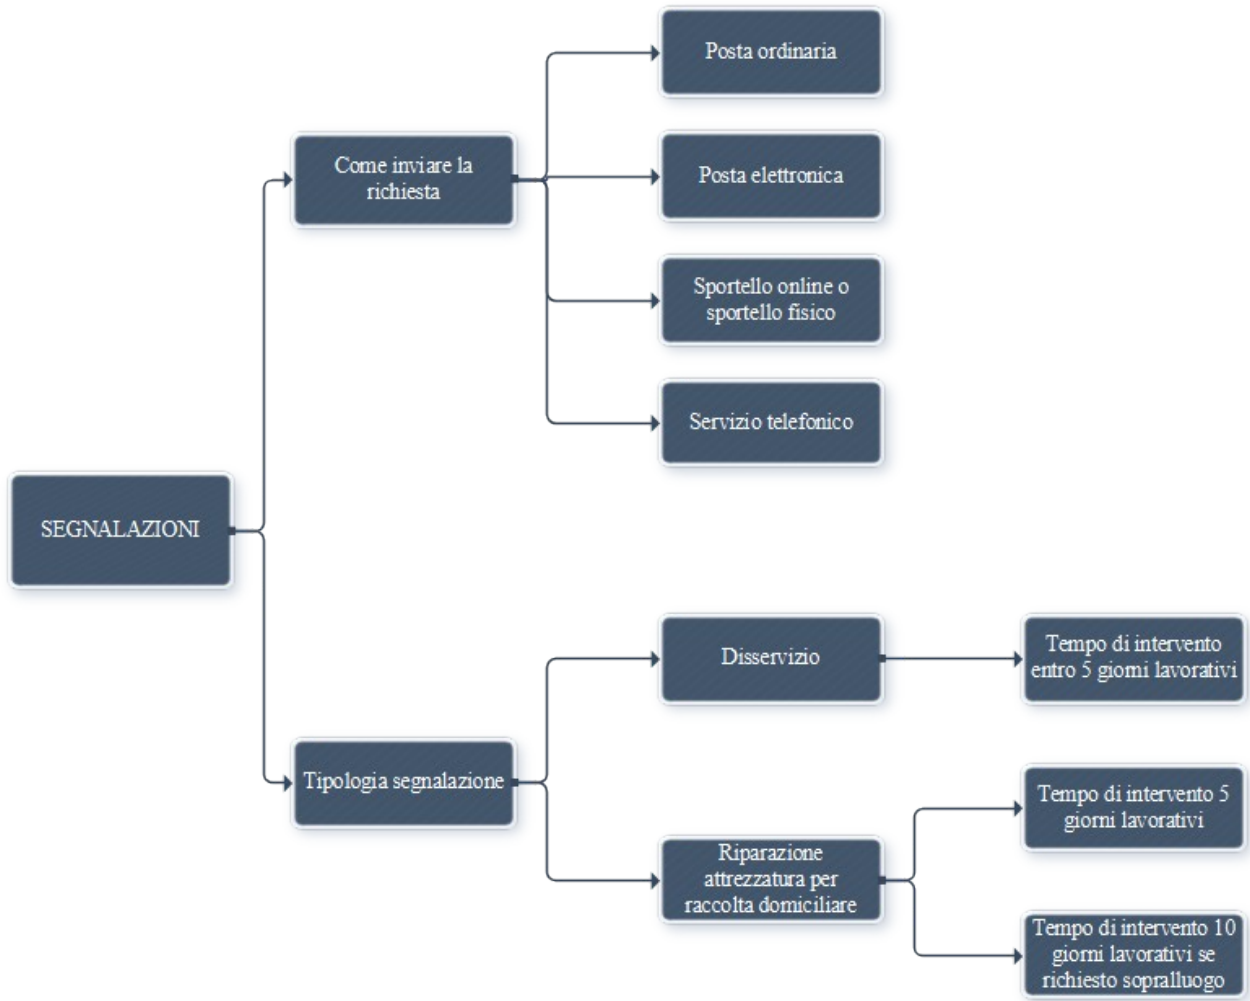 Posta ordinaria
Come inviare la
richiesta
Posta elettronica
Sportello online o
sportello fisico
Servizio telefonico
SEGNALAZIONI
Disservizio
Tempo di intervento
entro 5 giorni lavorativi
Tipologia segnalazione
Tempo di intervento 5
giorni lavorativi
Riparazione
attrezzatura per
raccolta domiciliare
Tempo di intervento 10
giorni lavorativi se
richiesto sopralluogo